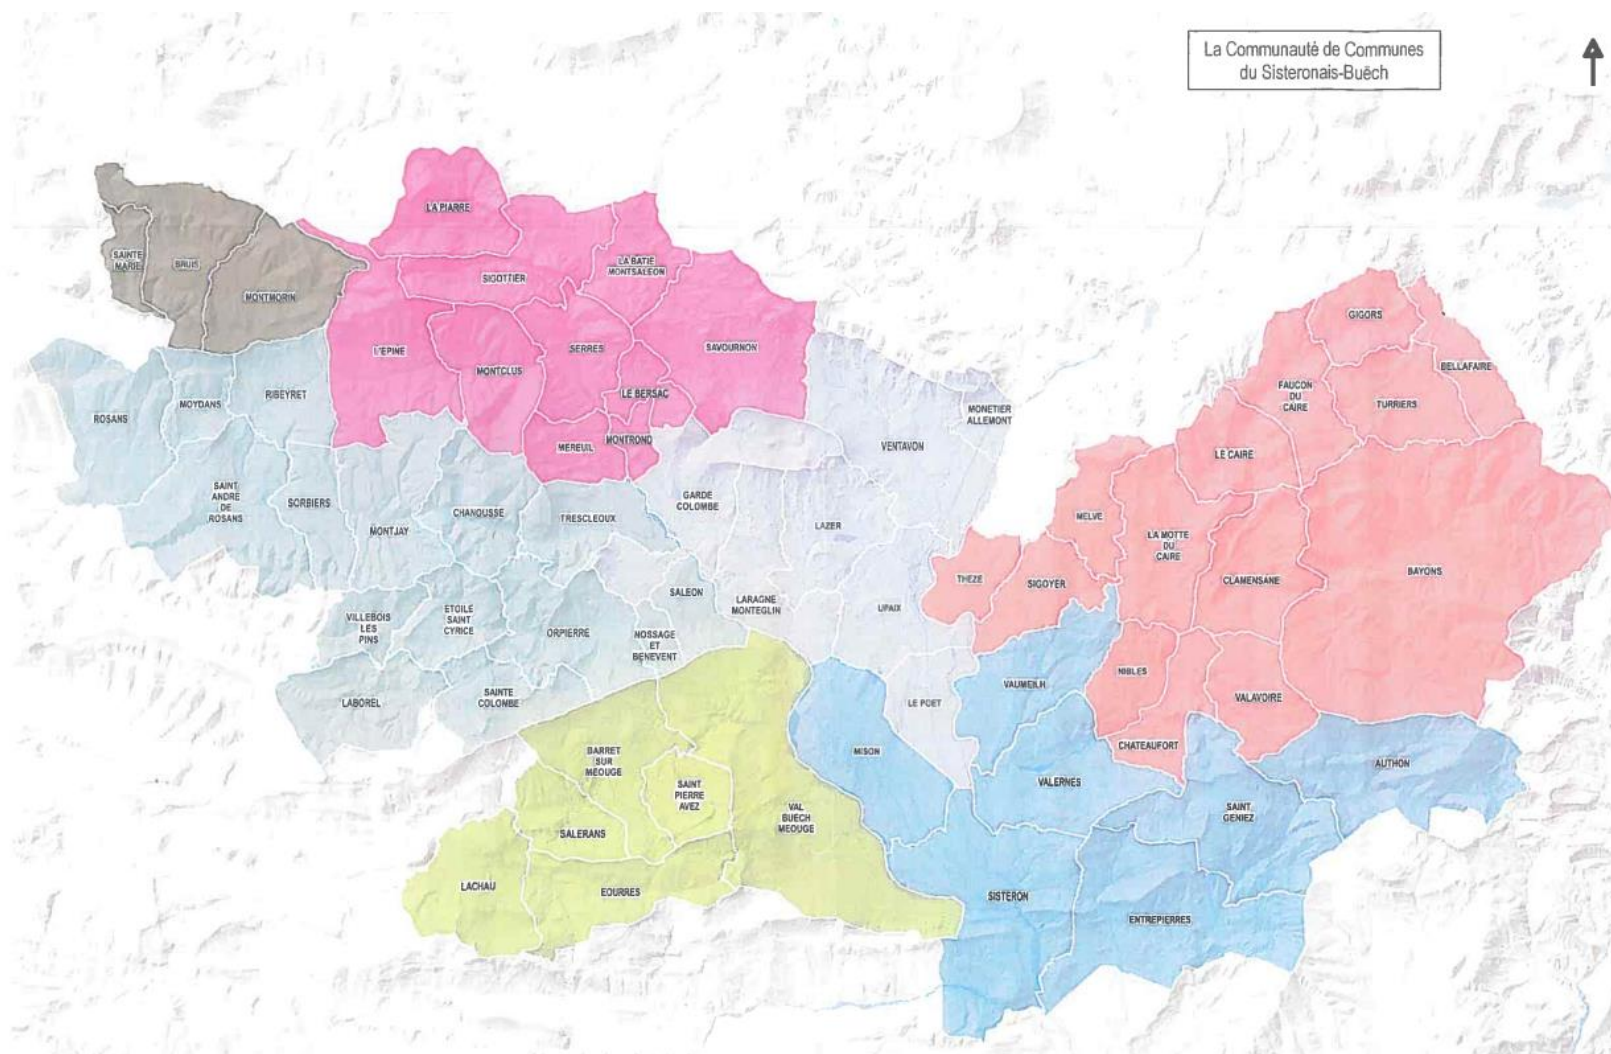 La Communauté de Communes
du Sisteronais-Buëch
LA PIARRE
SAINTE
MARIE
BRUIS
MONTMORIN
SIGOTTIER
LA BATIE
MONTSALEON
L'EPINE
MONTCLUS
SERRES
SAVOURNON
LE BERSAC
MEREUIL
MONTROND
GIGORS
BELLAFAIRE
FAUCON
DU
CAIRE
TURRIERS
LE CAIRE
ROSANS
MOYDANS
RIBEYRET
MONETIER
ALLEMONT
VENTAVON
SAINT
ANDRE
DE
ROSANS
SORBIERS
MONTJAY
CHANOUSSE
TRESCLEOUX
GARDE
COLOMBE
LAZER
MELVE
LA MOTTE
DU
CAIRE
CLAMENSANE
BAYONS
THEZE
SIGOYER
VILLEBOIS
LES
PINS
ETOILE
SAINT
CYRICE
ORPIERRE
SALEON
NOSSAGE
ET
BENEVENT
LARAGNE
MONTEGLIN
UPAIX
LABOREL
SAINTE
COLOMBE
LE POET
VAUMEILH
NIBLES
VALAVOIRE
CHATEAUFORT
BARRET
SUR
MEOUGE
SAINT
PIERRE
AVEZ
MISON
VALERNES
AUTHON
SAINT
GENIEZ
VAL
BUECH
MEOUGE
SALERANS
LACHAU
EOURRES
SISTERON
ENTREPIERRES